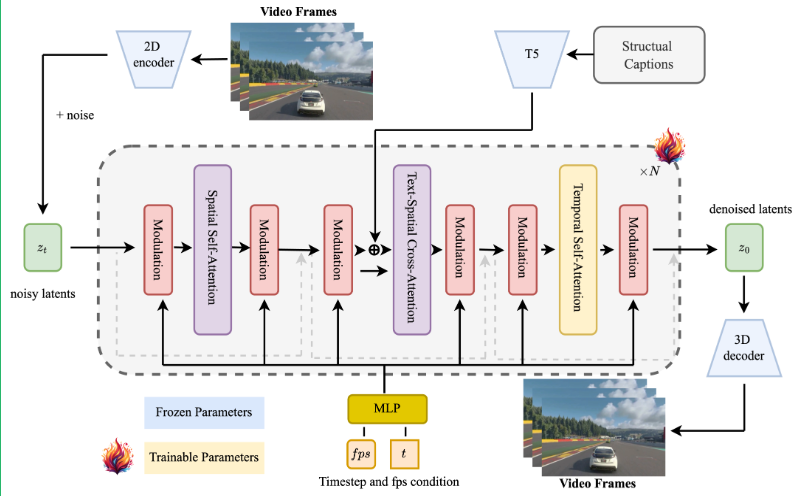 Video Frames
2D
encoder
T5
Structual
Captions
+ noise
×N
Modulation
Spatial Self-Attention
Modulation
Modulation
Text-Spatial Cross-Attention
Modulation
Modulation
Temporal Self-Attention
Modulation
denoised latents
z_t
z_0
noisy latents
3D
decoder
MLP
Frozen Parameters
Trainable Parameters
fps
t
Timestep and fps condition
Video Frames